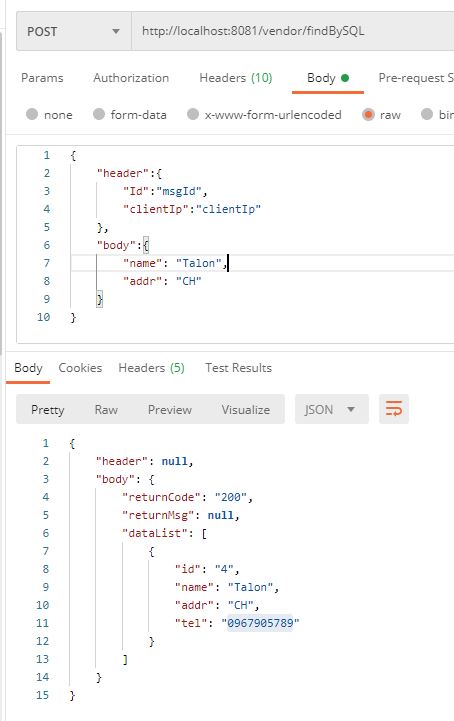 POST http://localhost:8081/vendor/findBySQL
Params Authorization Headers (10) Body Pre-request S
none form-data x-www-form-urlencoded raw bin
1 {
2 "header":{
3 "Id":"msgId",
4 "clientIp":"clientIp"
5 },
6 "body":{
7 "name": "Talon",
8 "addr": "CH"
9 }
10 }
Body Cookies Headers (5) Test Results
Pretty Raw Preview Visualize JSON
1 {
2 "header": null,
3 "body": {
4 "returnCode": "200",
5 "returnMsg": null,
6 "dataList": [
7 {
8 "id": "4",
9 "name": "Talon",
10 "addr": "CH",
11 "tel": "0967905789"
12 }
13 ]
14 }
15 }